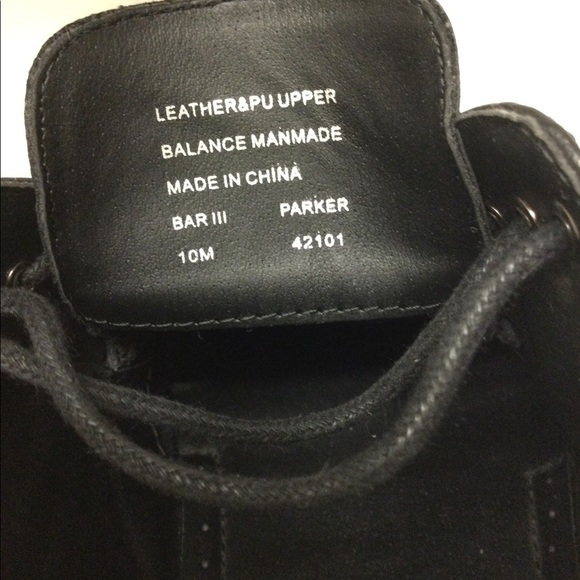 LEATHER&PU UPPER
BALANCE MANMADE
MADE IN CHINA
BAR III PARKER
10M 42101